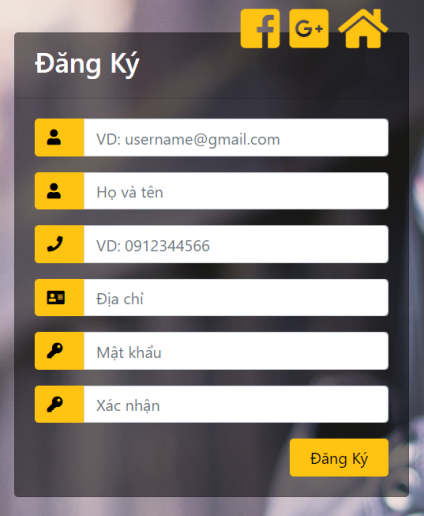 Đăng Ký
VD: username@gmail.com
Họ và tên
VD: 0912344566
Địa chỉ
Mật khẩu
Xác nhận
Đăng Ký